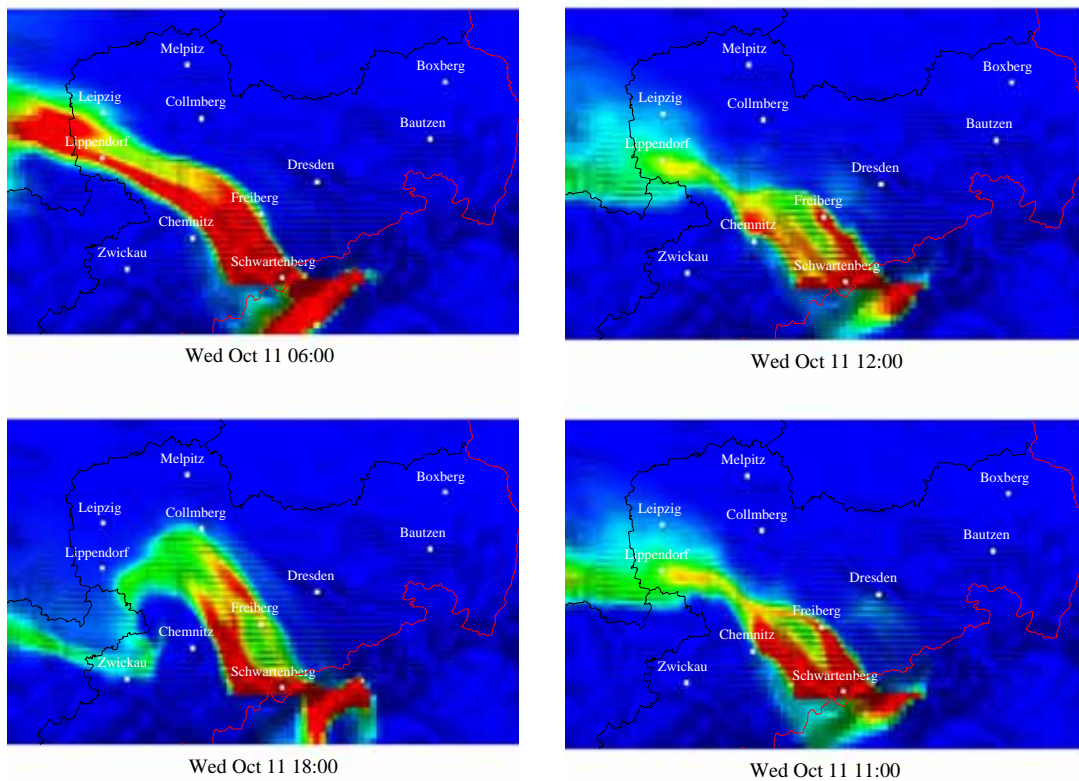 Melpitz
Boxberg
Leipzig
Collmberg
Bautzen
Lippendorf
Dresden
Freiberg
Chemnitz
Zwickau
Schwartenberg
Wed Oct 11 06:00
Melpitz
Boxberg
Leipzig
Collmberg
Bautzen
Lippendorf
Dresden
Freiberg
Chemnitz
Zwickau
Schwartenberg
Wed Oct 11 12:00
Melpitz
Boxberg
Leipzig
Collmberg
Bautzen
Lippendorf
Dresden
Freiberg
Chemnitz
Zwickau
Schwartenberg
Wed Oct 11 18:00
Melpitz
Boxberg
Leipzig
Collmberg
Bautzen
Lippendorf
Dresden
Freiberg
Chemnitz
Zwickau
Schwartenberg
Wed Oct 11 11:00